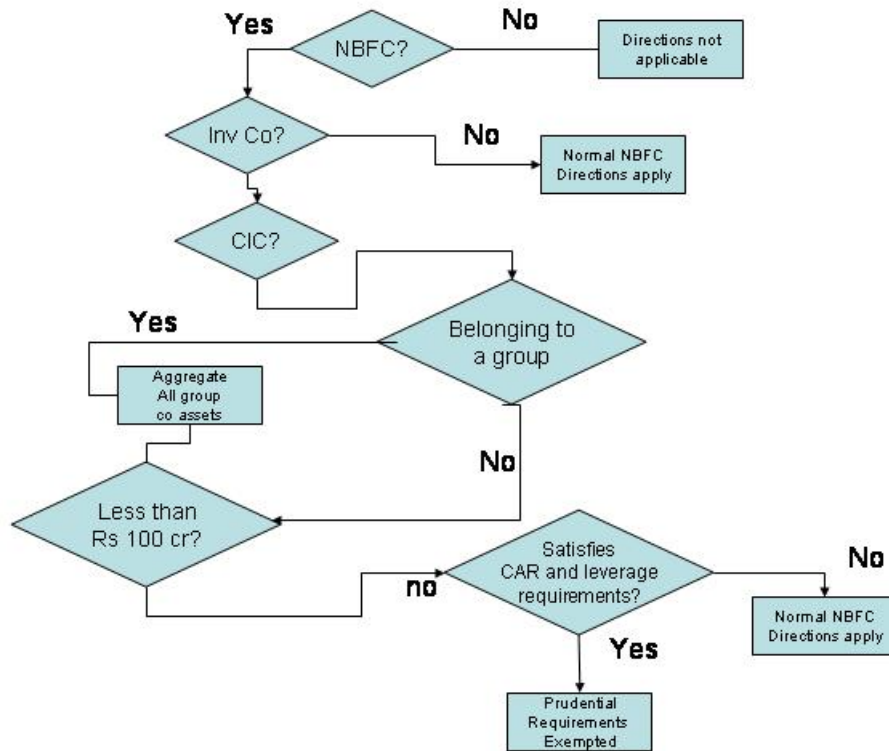 Yes
NBFC?
No
Directions not
applicable
Inv Co?
No
Normal NBFC
Directions apply
CIC?
Yes
Belonging to
a group
Aggregate
All group
co assets
No
Less than
Rs 100 cr?
no
Satisfies
CAR and leverage
requirements?
No
Normal NBFC
Directions apply
Yes
Prudential
Requirements
Exempted